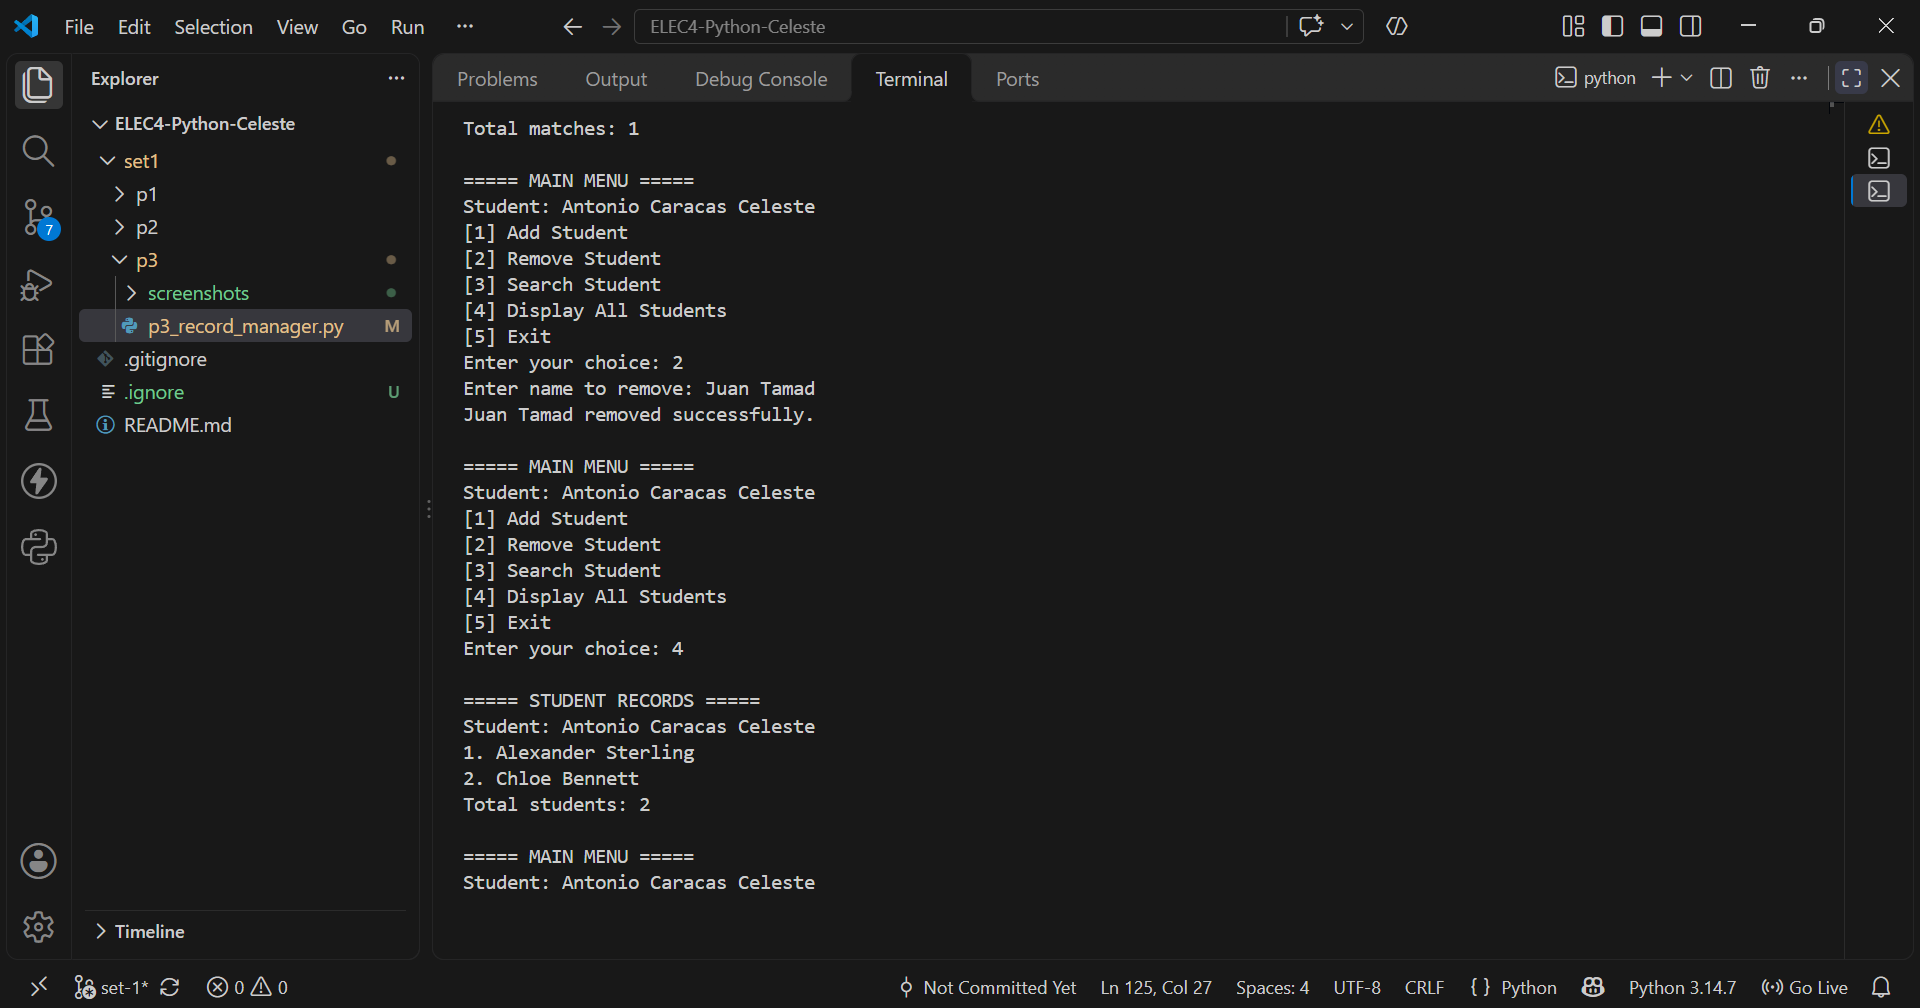 File Edit Selection View Go Run ELEC4-Python-Celeste
Explorer
ELEC4-Python-Celeste
set1
p1
p2
7
p3
screenshots
p3_record_manager.py M
.gitignore
.ignore U
README.md
Timeline
Problems Output Debug Console Terminal Ports python
Total matches: 1
===== MAIN MENU =====
Student: Antonio Caracas Celeste
[1] Add Student
[2] Remove Student
[3] Search Student
[4] Display All Students
[5] Exit
Enter your choice: 2
Enter name to remove: Juan Tamad
Juan Tamad removed successfully.
===== MAIN MENU =====
Student: Antonio Caracas Celeste
[1] Add Student
[2] Remove Student
[3] Search Student
[4] Display All Students
[5] Exit
Enter your choice: 4
===== STUDENT RECORDS =====
Student: Antonio Caracas Celeste
1. Alexander Sterling
2. Chloe Bennett
Total students: 2
===== MAIN MENU =====
Student: Antonio Caracas Celeste
set-1* 0 0 Not Committed Yet Ln 125, Col 27 Spaces: 4 UTF-8 CRLF {} Python Python 3.14.7 Go Live